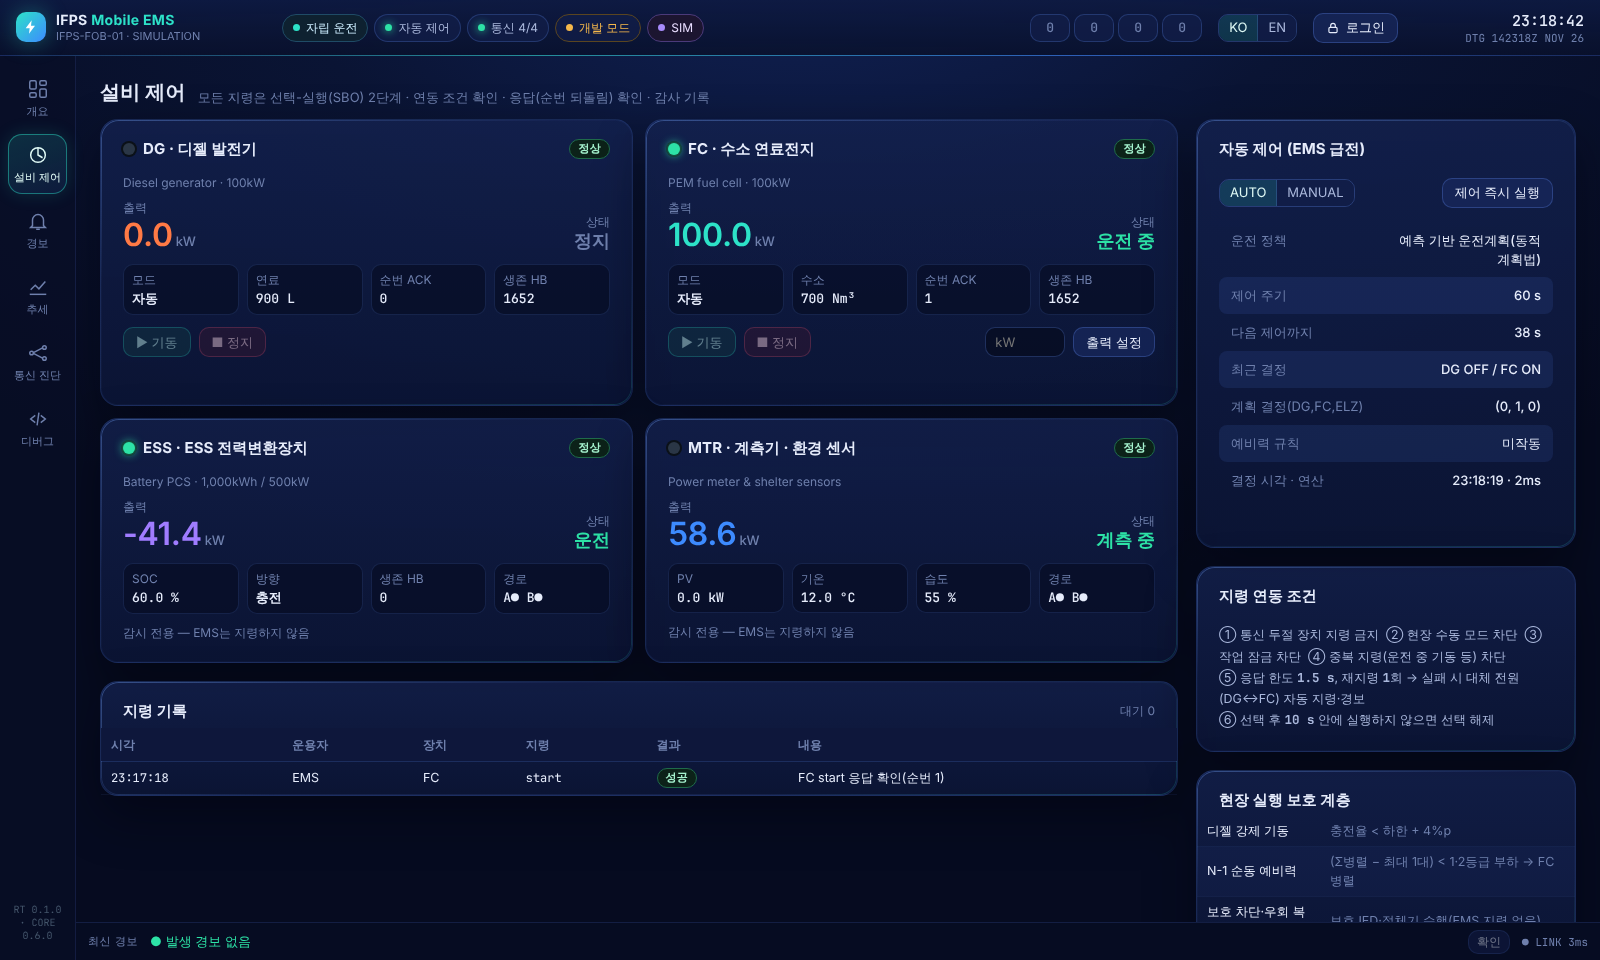 IFPS Mobile EMS
IFPS-FOB-01 · SIMULATION
자립 운전
자동 제어
통신 4/4
개발 모드
SIM
0
0
0
0
KO
EN
로그인
23:18:42
DTG 142318Z NOV 26
개요
설비 제어
경보
추세
통신 진단
디버그
RT 0.1.0
· CORE
0.6.0
설비 제어
모든 지령은 선택-실행(SBO) 2단계 · 연동 조건 확인 · 응답(순번 되돌림) 확인 · 감사 기록
DG · 디젤 발전기
정상
Diesel generator · 100kW
출력
0.0 kW
상태
정지
모드
자동
연료
900 L
순번 ACK
0
생존 HB
1652
▶ 기동
■ 정지
FC · 수소 연료전지
정상
PEM fuel cell · 100kW
출력
100.0 kW
상태
운전 중
모드
자동
수소
700 Nm³
순번 ACK
1
생존 HB
1652
▶ 기동
■ 정지
kW
출력 설정
ESS · ESS 전력변환장치
정상
Battery PCS · 1,000kWh / 500kW
출력
-41.4 kW
상태
운전
SOC
60.0 %
방향
충전
생존 HB
0
경로
A● B●
감시 전용 — EMS는 지령하지 않음
MTR · 계측기 · 환경 센서
정상
Power meter & shelter sensors
출력
58.6 kW
상태
계측 중
PV
0.0 kW
기온
12.0 °C
습도
55 %
경로
A● B●
감시 전용 — EMS는 지령하지 않음
지령 기록
대기 0
시각 운용자 장치 지령 결과 내용
23:17:18 EMS FC start 성공 FC start 응답 확인(순번 1)
자동 제어 (EMS 급전)
AUTO
MANUAL
제어 즉시 실행
운전 정책 예측 기반 운전계획(동적
계획법)
제어 주기 60 s
다음 제어까지 38 s
최근 결정 DG OFF / FC ON
계획 결정(DG,FC,ELZ) (0, 1, 0)
예비력 규칙 미작동
결정 시각 · 연산 23:18:19 · 2ms
지령 연동 조건
① 통신 두절 장치 지령 금지 ② 현장 수동 모드 차단 ③
작업 잠금 차단 ④ 중복 지령(운전 중 기동 등) 차단
⑤ 응답 한도 1.5 s, 재지령 1회 → 실패 시 대체 전원
(DG↔FC) 자동 지령·경보
⑥ 선택 후 10 s 안에 실행하지 않으면 선택 해제
현장 실행 보호 계층
디젤 강제 기동 충전율 < 하한 + 4%p
N-1 순동 예비력 (Σ병렬 − 최대 1대) < 1·2등급 부하 → FC
병렬
보호 차단·우회 복
보호 IED·절체기 수행(EMS 지령 없음)
최신 경보
발생 경보 없음
확인
LINK 3ms